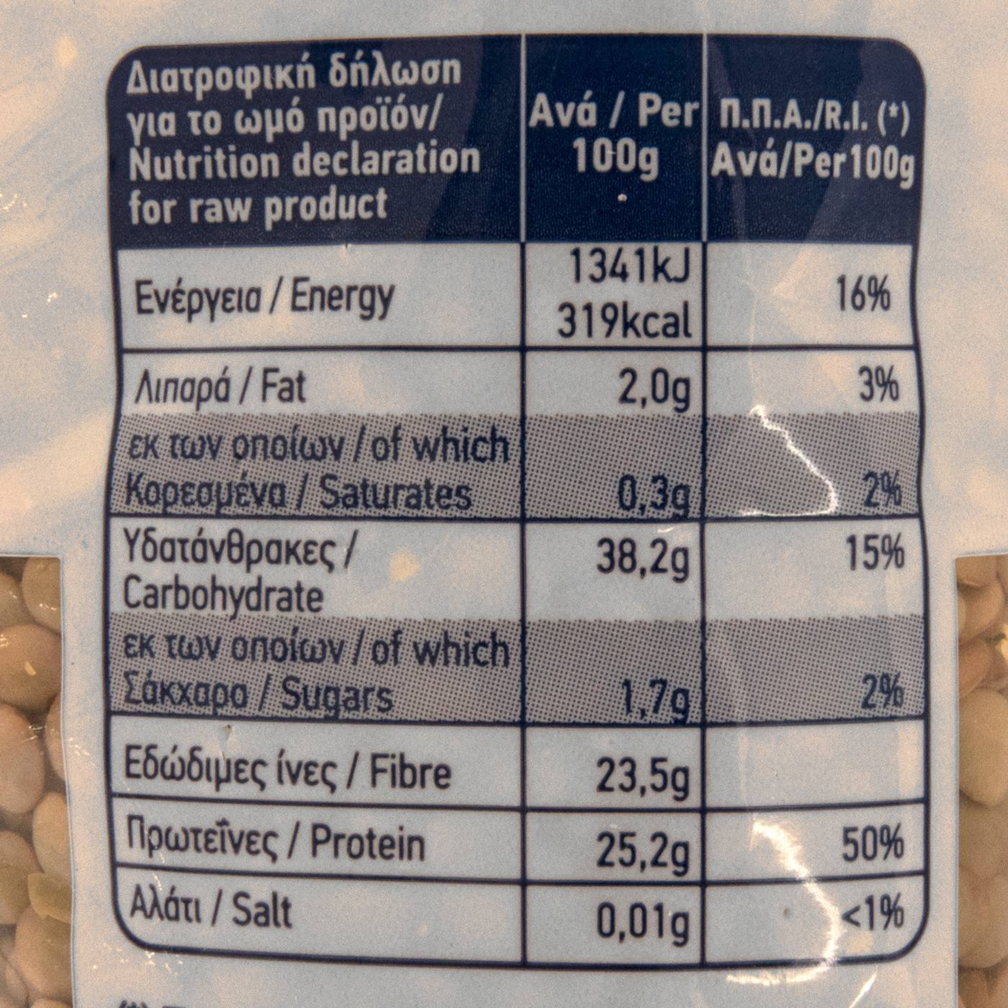 Διατροφική δήλωση
για το ωμό προϊόν/
Nutrition declaration
for raw product
Ανά / Per
100g
Π.Π.Α./R.I. (*)
Ανά/Per100g
Ενέργεια / Energy
1341kJ
319kcal
16%
Λιπαρά / Fat 2,0g 3%
εκ των οποίων / of which
Κορεσμένα / Saturates 0,3g 2%
Υδατάνθρακες / 38,2g 15%
Carbohydrate
εκ των οποίων / of which
Σάκχαρα / Sugars 1,7g 2%
Εδώδιμες ίνες / Fibre 23,5g
Πρωτεΐνες / Protein 25,2g 50%
Αλάτι / Salt 0,01g <1%